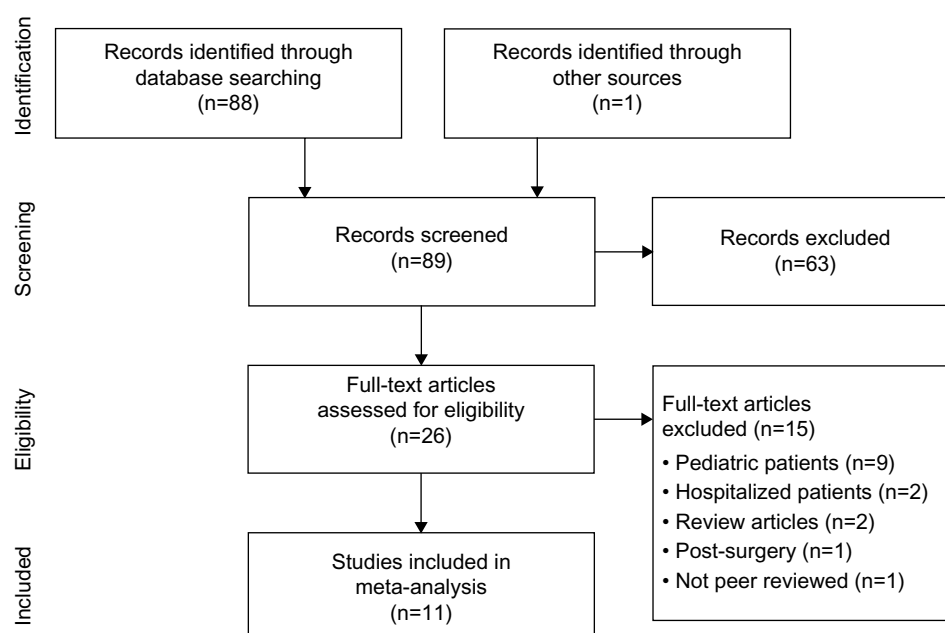 Identification
Records identified through
database searching
(n=88)
Records identified through
other sources
(n=1)
Screening
Records screened
(n=89)
Records excluded
(n=63)
Eligibility
Full-text articles
assessed for eligibility
(n=26)
Full-text articles
excluded (n=15)
• Pediatric patients (n=9)
• Hospitalized patients (n=2)
• Review articles (n=2)
• Post-surgery (n=1)
• Not peer reviewed (n=1)
Included
Studies included in
meta-analysis
(n=11)